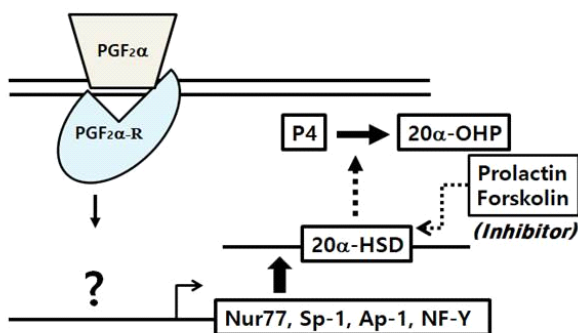 PGF₂α
PGF₂α-R
P4
20α-OHP
Prolactin
Forskolin
(Inhibitor)
20α-HSD
?
Nur77, Sp-1, Ap-1, NF-Y